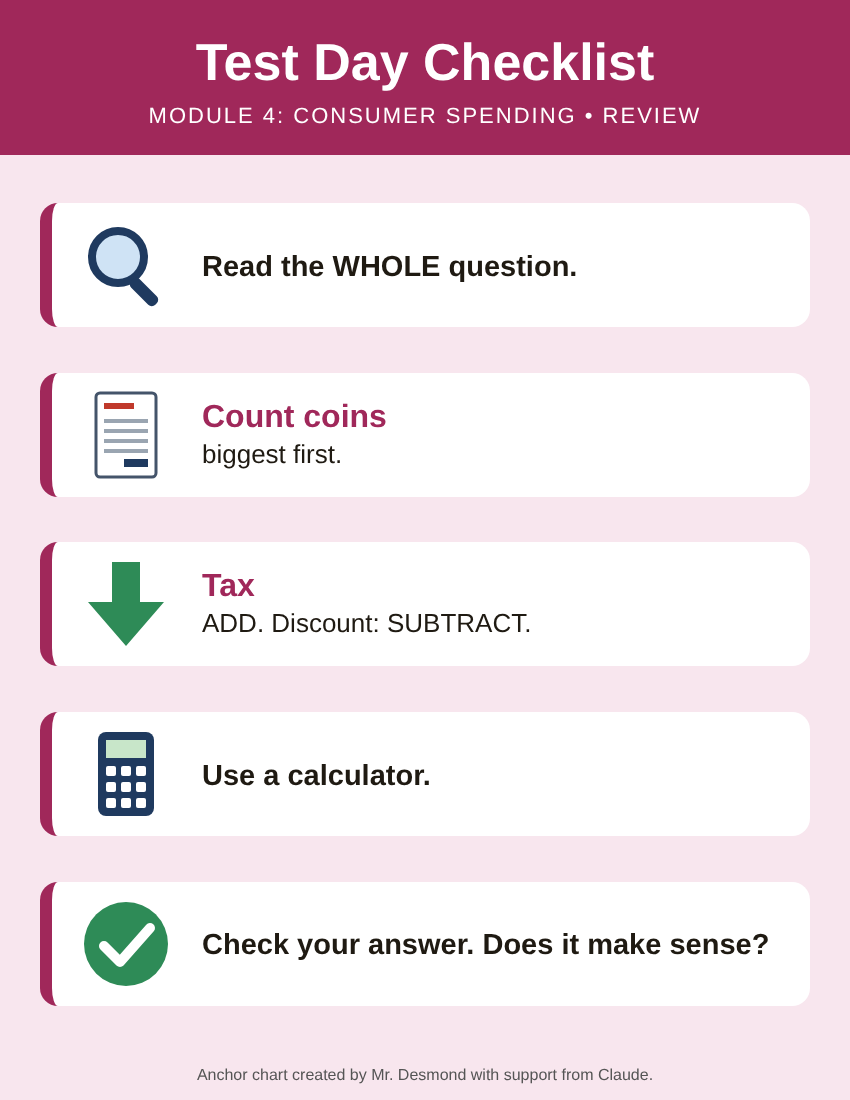 Test Day Checklist
MODULE 4: CONSUMER SPENDING • REVIEW
Read the WHOLE question.
Count coins
biggest first.
Tax
ADD. Discount: SUBTRACT.
Use a calculator.
Check your answer. Does it make sense?
Anchor chart created by Mr. Desmond with support from Claude.